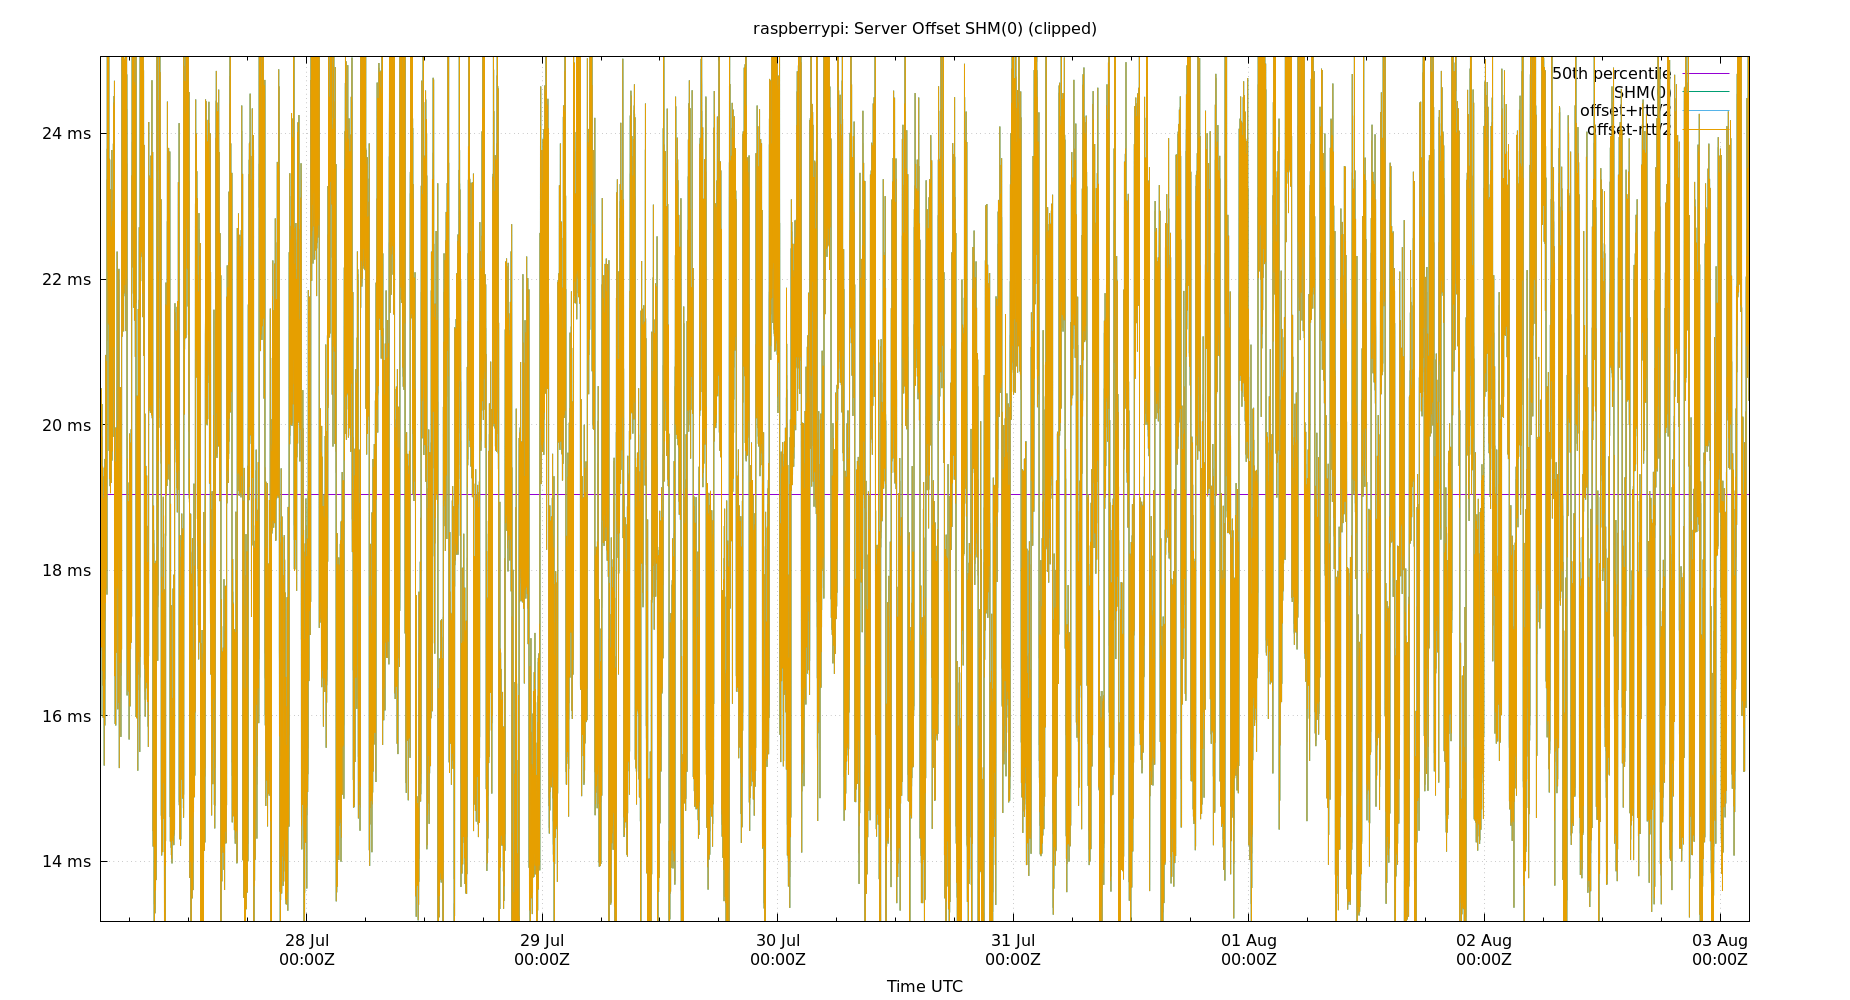 raspberrypi: Server Offset SHM(0) (clipped)
50th percentile
SHM(0)
offset+rtt/2
offset-rtt/2
24 ms
22 ms
20 ms
18 ms
16 ms
14 ms
28 Jul 29 Jul 30 Jul 31 Jul 01 Aug 02 Aug 03 Aug
00:00Z 00:00Z 00:00Z 00:00Z 00:00Z 00:00Z 00:00Z
Time UTC